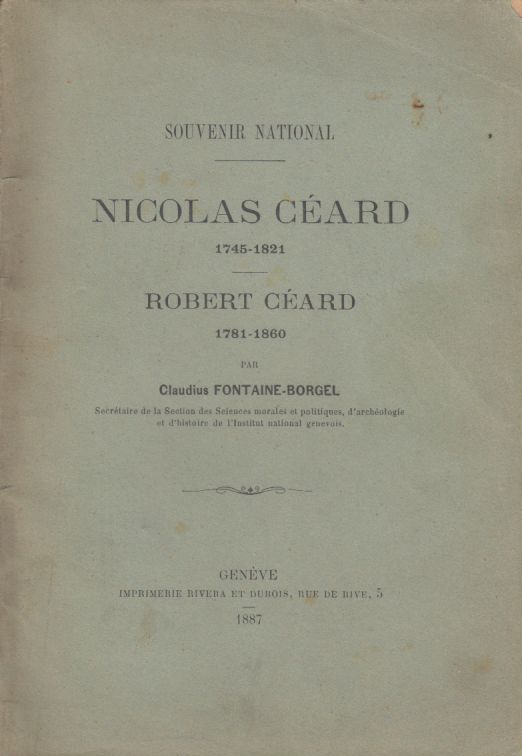 SOUVENIR NATIONAL
NICOLAS CÉARD
1745-1821
ROBERT CÉARD
1781-1860
PAR
Claudius FONTAINE-BORGEL
Secrétaire de la Section des Sciences morales et politiques, d'archéologie
et d'histoire de l'Institut national genevois.
GENÈVE
IMPRIMERIE RIVERA ET DUBOIS, RUE DE RIVE, 5
1887